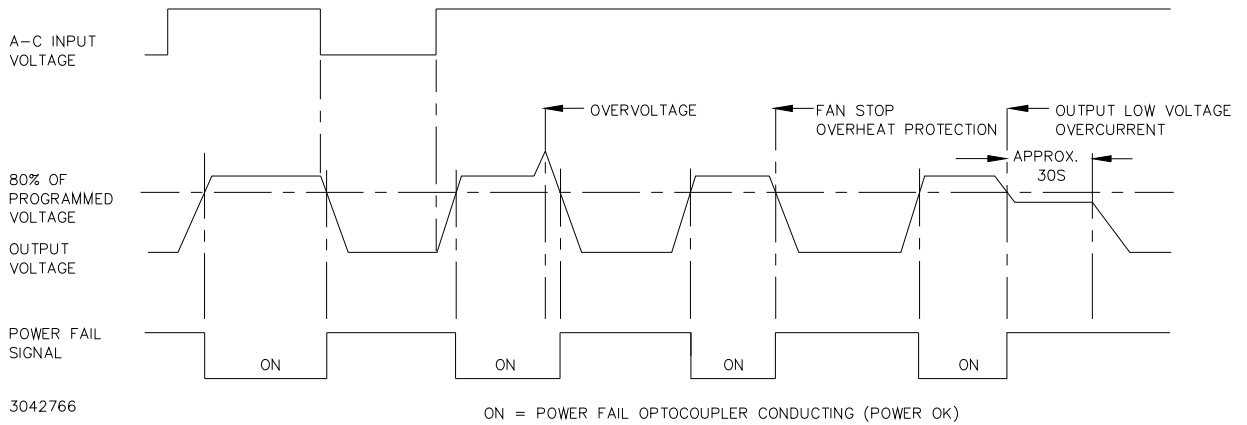 A-C INPUT
VOLTAGE
OVERVOLTAGE
FAN STOP
OVERHEAT PROTECTION
OUTPUT LOW VOLTAGE
OVERCURRENT
APPROX.
30S
80% OF
PROGRAMMED
VOLTAGE
OUTPUT
VOLTAGE
POWER FAIL
SIGNAL
ON
ON
ON
ON
3042766
ON = POWER FAIL OPTOCOUPLER CONDUCTING (POWER OK)